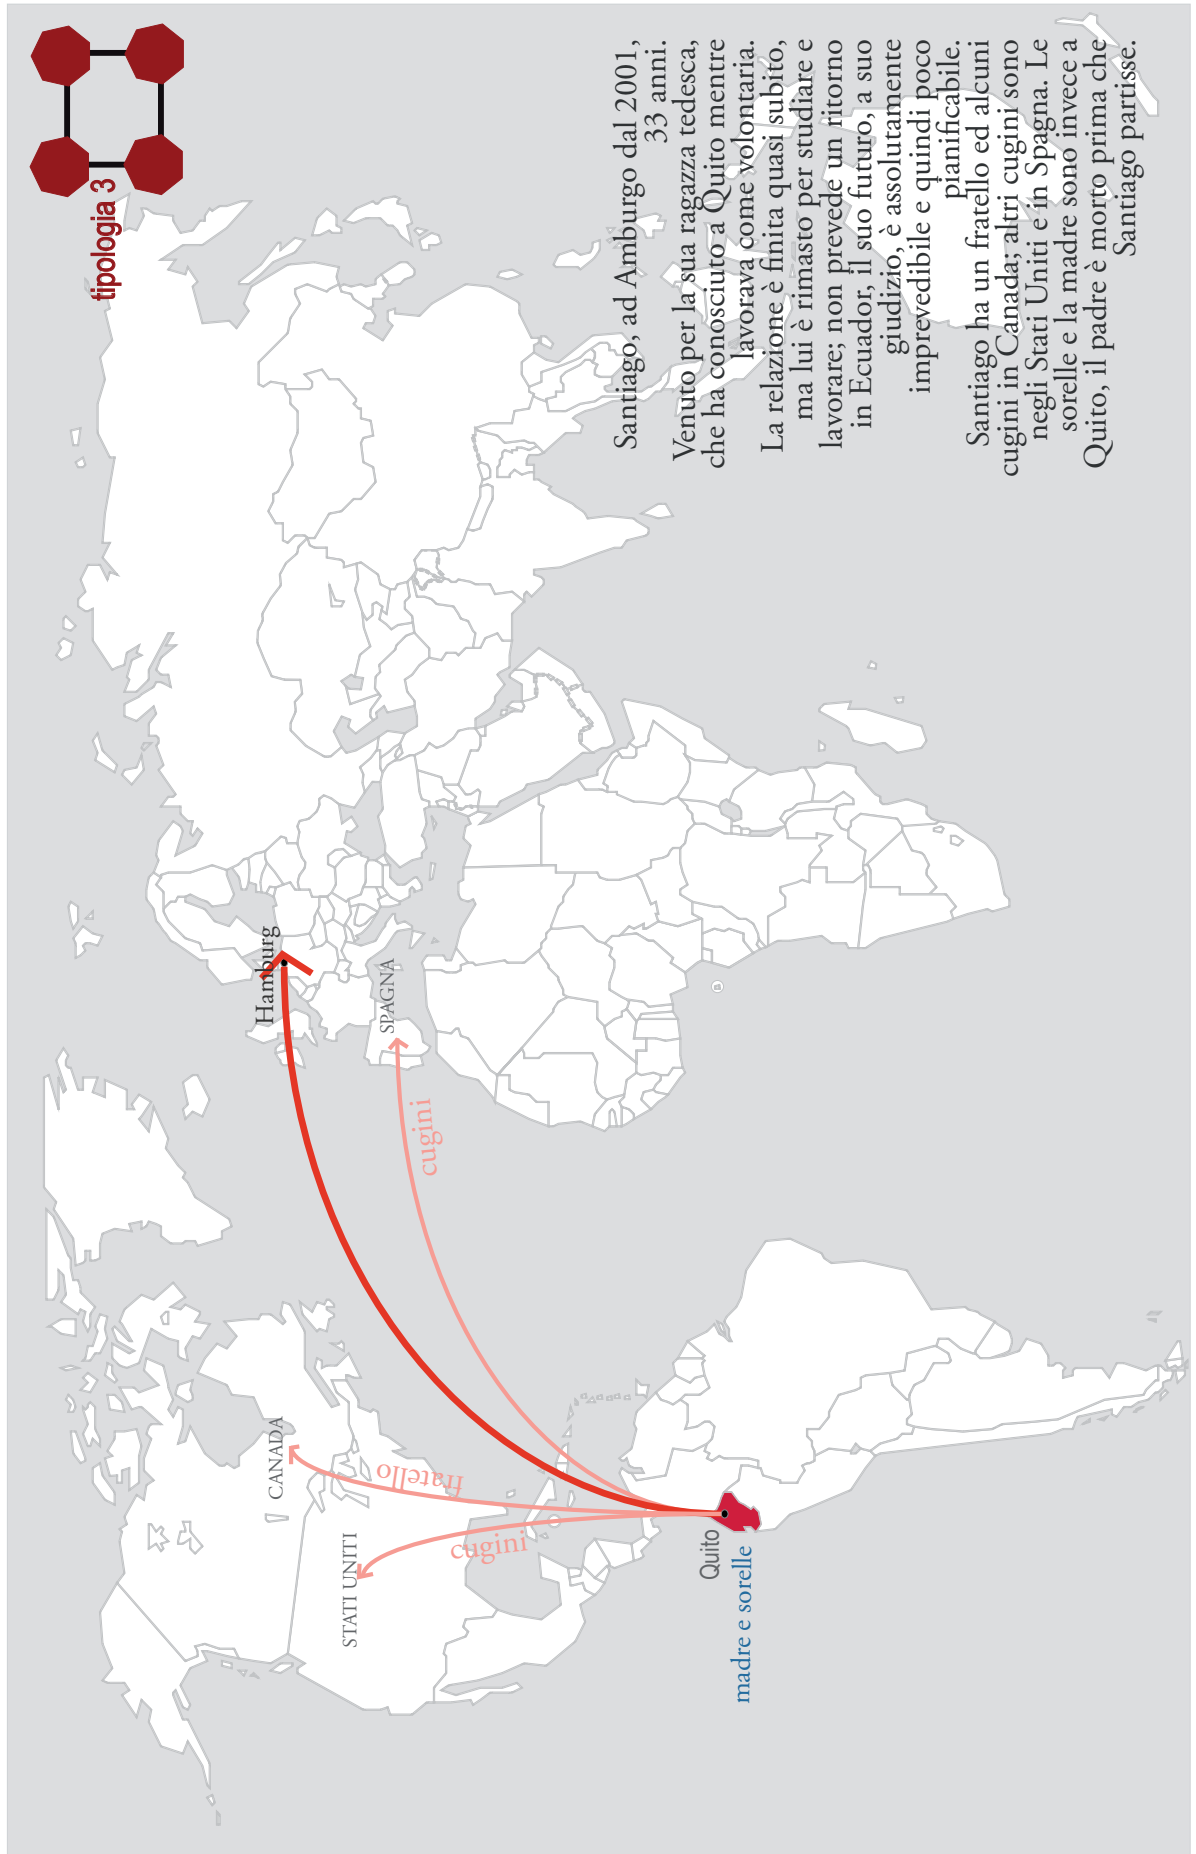 tipologia 3
Santiago, ad Amburgo dal 2001,
33 anni.
Venuto per la sua ragazza tedesca,
che ha conosciuto a Quito mentre
lavorava come volontaria.
La relazione è finita quasi subito,
ma lui è rimasto per studiare e
lavorare; non prevede un ritorno
in Ecuador, il suo futuro, a suo
giudizio, è assolutamente
imprevedibile e quindi poco
pianificabile.
Santiago ha un fratello ed alcuni
cugini in Canada; altri cugini sono
negli Stati Uniti e in Spagna. Le
sorelle e la madre sono invece a
Quito, il padre è morto prima che
Santiago partisse.
Hamburg
SPAGNA
cugini
CANADA
fratello
STATI UNITI
cugini
Quito
madre e sorelle